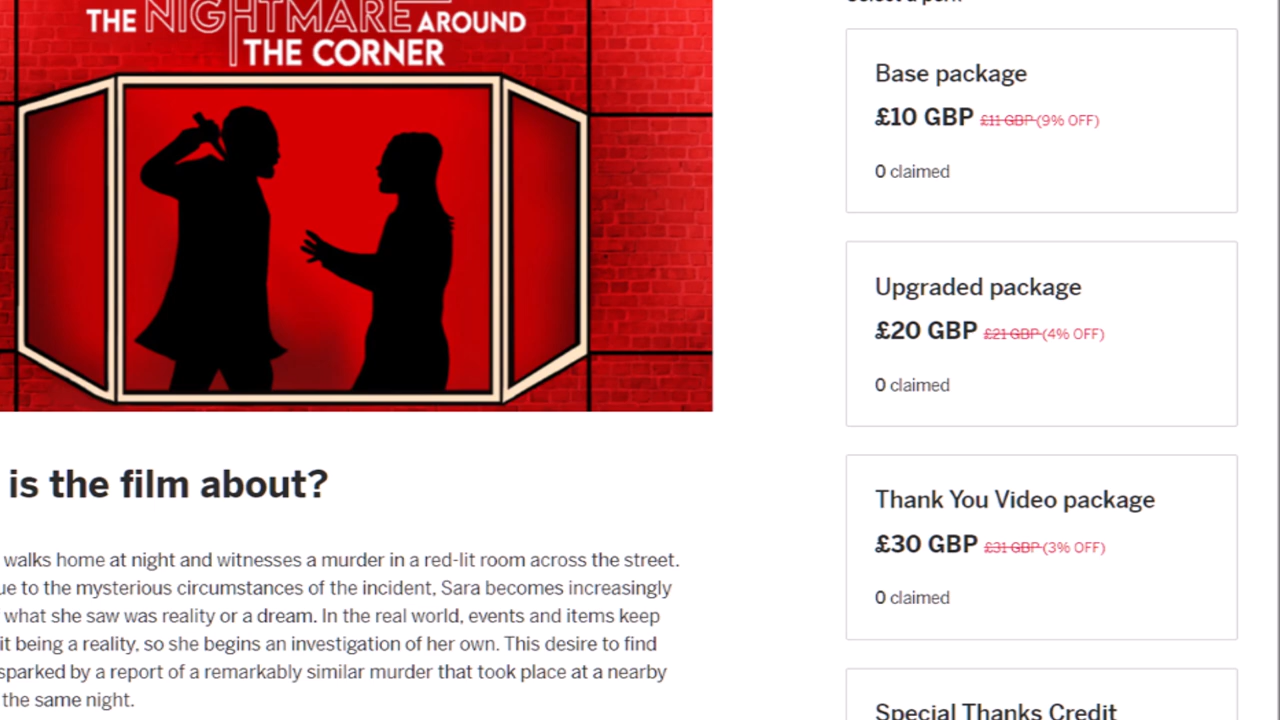 THE NIGHTMARE AROUND
THE CORNER
is the film about?
walks home at night and witnesses a murder in a red-lit room across the street.
ue to the mysterious circumstances of the incident, Sara becomes increasingly
what she saw was reality or a dream. In the real world, events and items keep
it being a reality, so she begins an investigation of her own. This desire to find
sparked by a report of a remarkably similar murder that took place at a nearby
the same night.
Base package
£10 GBP £11 GBP (9% OFF)
0 claimed
Upgraded package
£20 GBP £21 GBP (4% OFF)
0 claimed
Thank You Video package
£30 GBP £31 GBP (3% OFF)
0 claimed
Special Thanks Credit